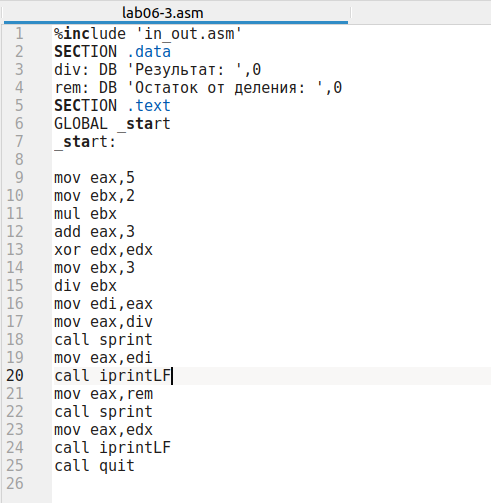 lab06-3.asm
1 %include 'in_out.asm'
2 SECTION .data
3 div: DB 'Результат: ',0
4 rem: DB 'Остаток от деления: ',0
5 SECTION .text
6 GLOBAL _start
7 _start:
8
9 mov eax,5
10 mov ebx,2
11 mul ebx
12 add eax,3
13 xor edx,edx
14 mov ebx,3
15 div ebx
16 mov edi,eax
17 mov eax,div
18 call sprint
19 mov eax,edi
20 call iprintLF
21 mov eax,rem
22 call sprint
23 mov eax,edx
24 call iprintLF
25 call quit
26